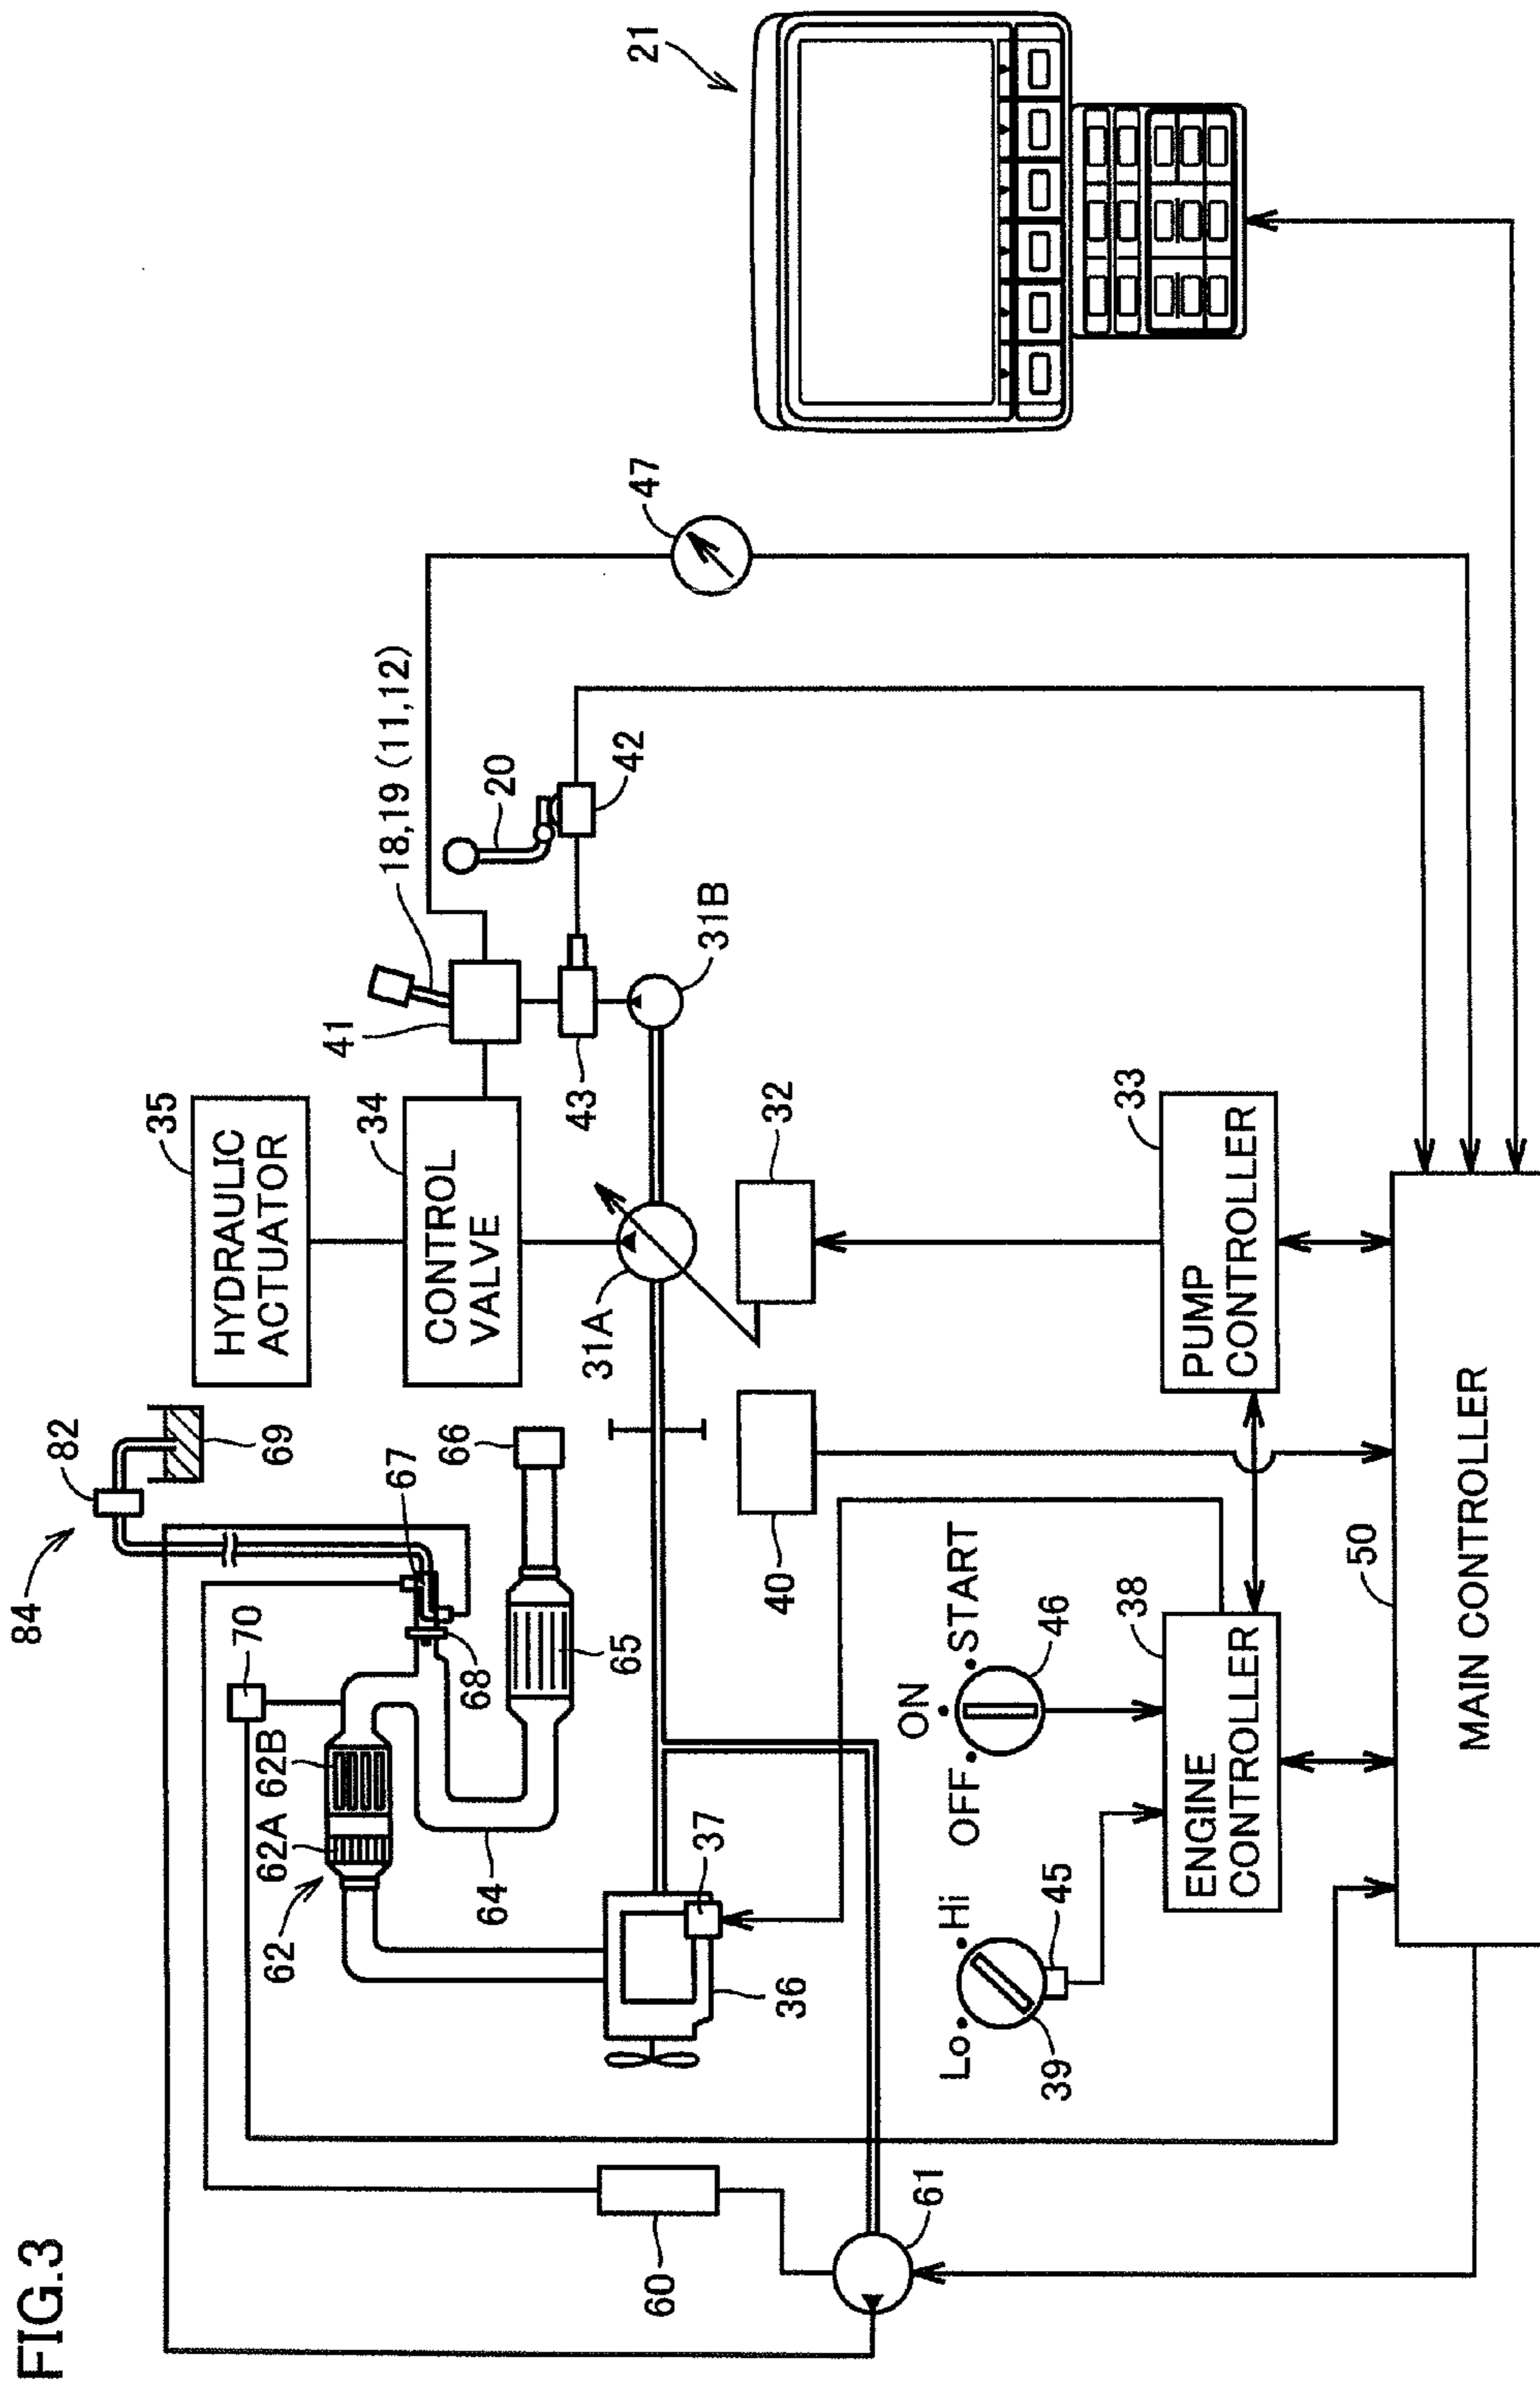 FIG.3
84
82
69
35
HYDRAULIC
ACTUATOR
34
CONTROL
VALVE
41
18,19 (11,12)
20
42
43
31B
31A
47
21
70
67
66
68
65
62A
62B
62
64
37
36
60
61
40
32
33
PUMP
CONTROLLER
Lo
Hi
39
45
OFF
ON
START
46
38
ENGINE
CONTROLLER
50
MAIN CONTROLLER